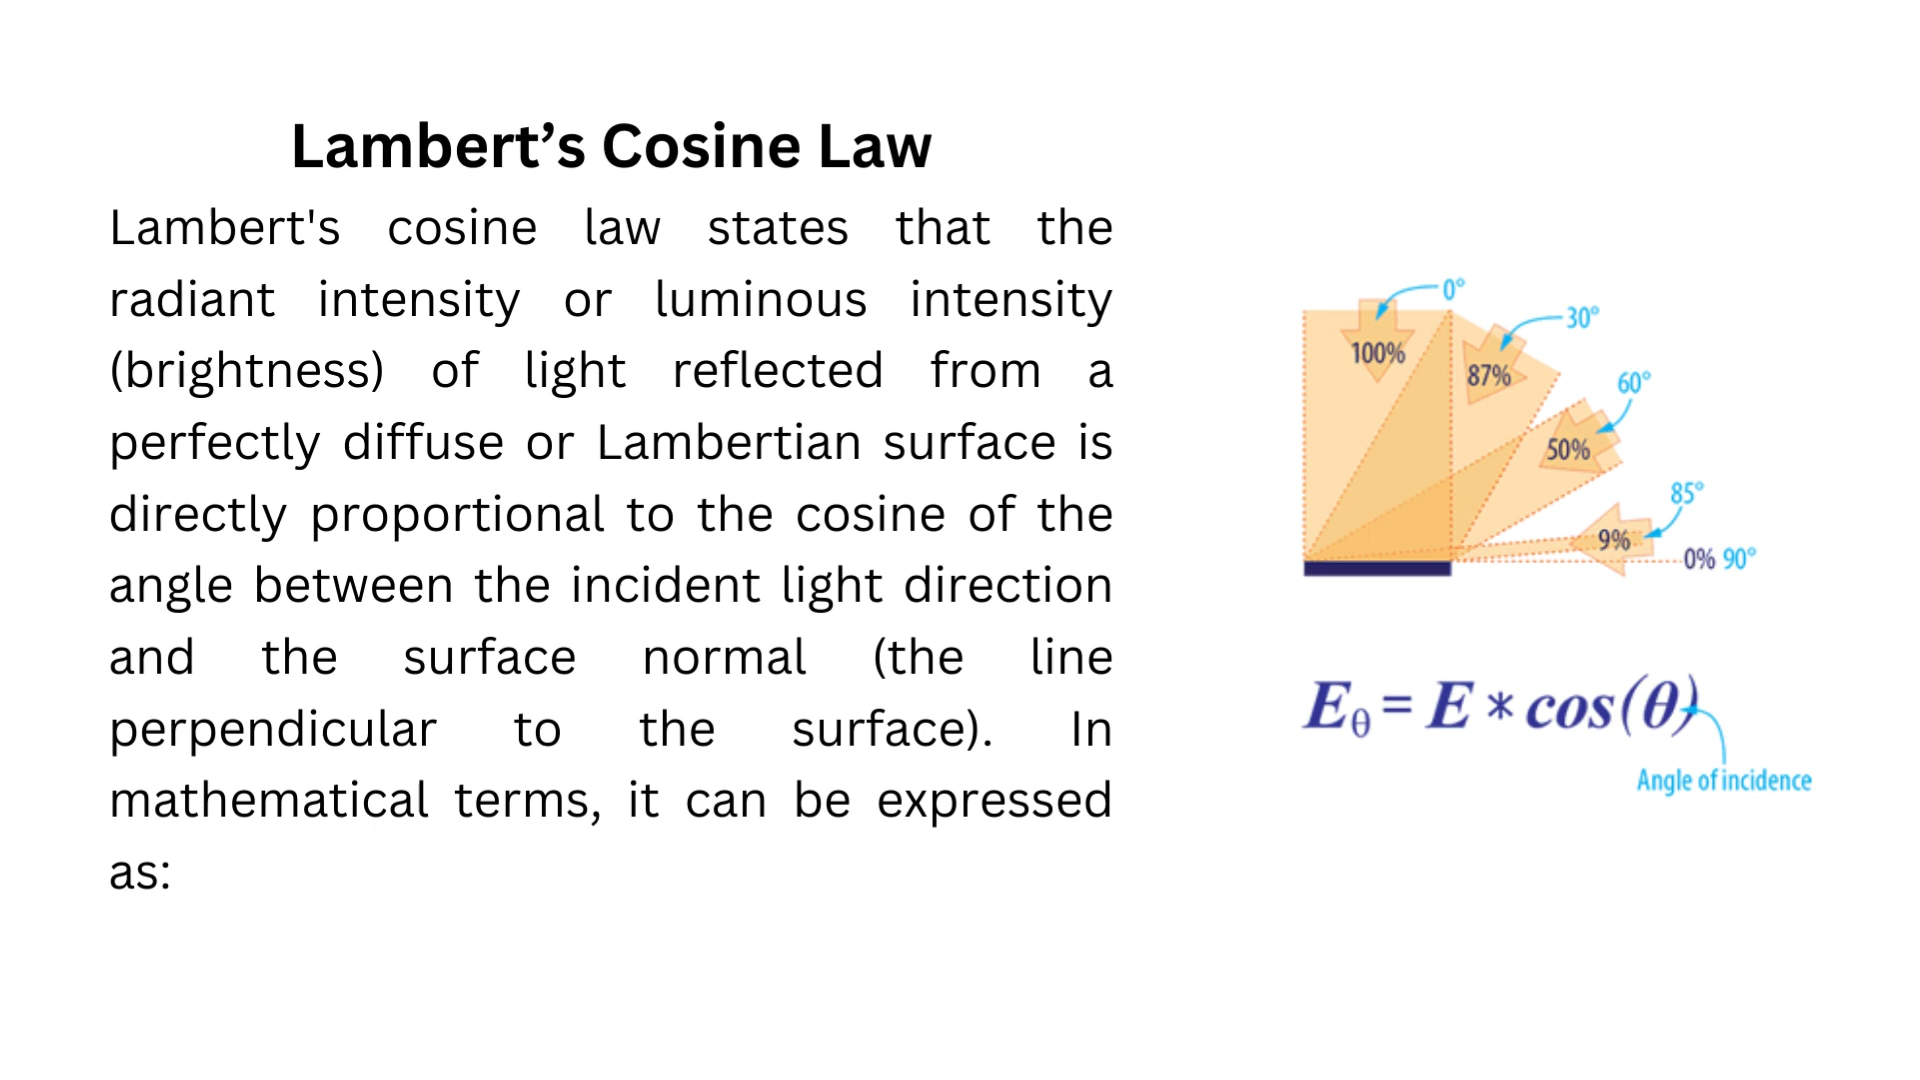 Lambert’s Cosine Law
Lambert's cosine law states that the
radiant intensity or luminous intensity
(brightness) of light reflected from a
perfectly diffuse or Lambertian surface is
directly proportional to the cosine of the
angle between the incident light direction
and the surface normal (the line
perpendicular to the surface). In
mathematical terms, it can be expressed
as:
0°
30°
100%
87%
60°
50%
85°
9%
0% 90°
Eθ = E * cos(θ)
Angle of incidence